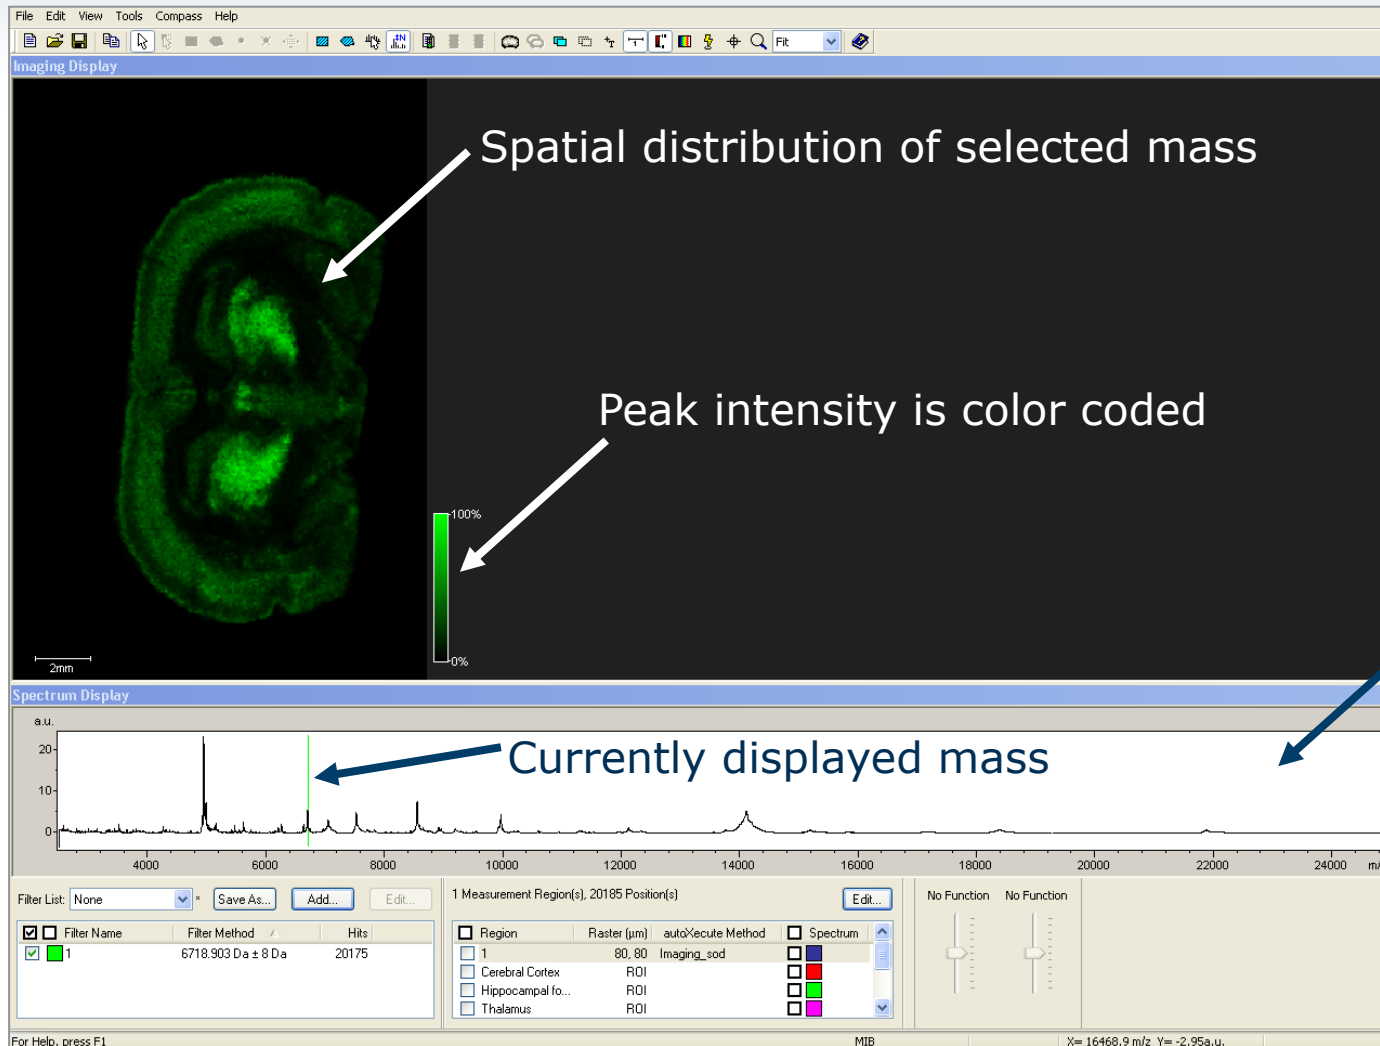 File Edit View Tools Compass Help
Fit
Imaging Display
Spatial distribution of selected mass
Peak intensity is color coded
100%
0%
2mm
Spectrum Display
a.u.
20
10
0
Currently displayed mass
4000 6000 8000 10000 12000 14000 16000 18000 20000 22000 24000 m/
Filter List: None * Save As... Add... Edit...
Filter Name Filter Method Hits
1 6718.903 Da ± 8 Da 20175
1 Measurement Region(s), 20185 Position(s) Edit...
Region Raster (µm) autoXecute Method Spectrum
1 80, 80 Imaging_sod
Cerebral Cortex ROI
Hippocampal fo... ROI
Thalamus ROI
No Function No Function
For Help, press F1 MIB X= 16468.9 m/z Y= -2.95a.u.